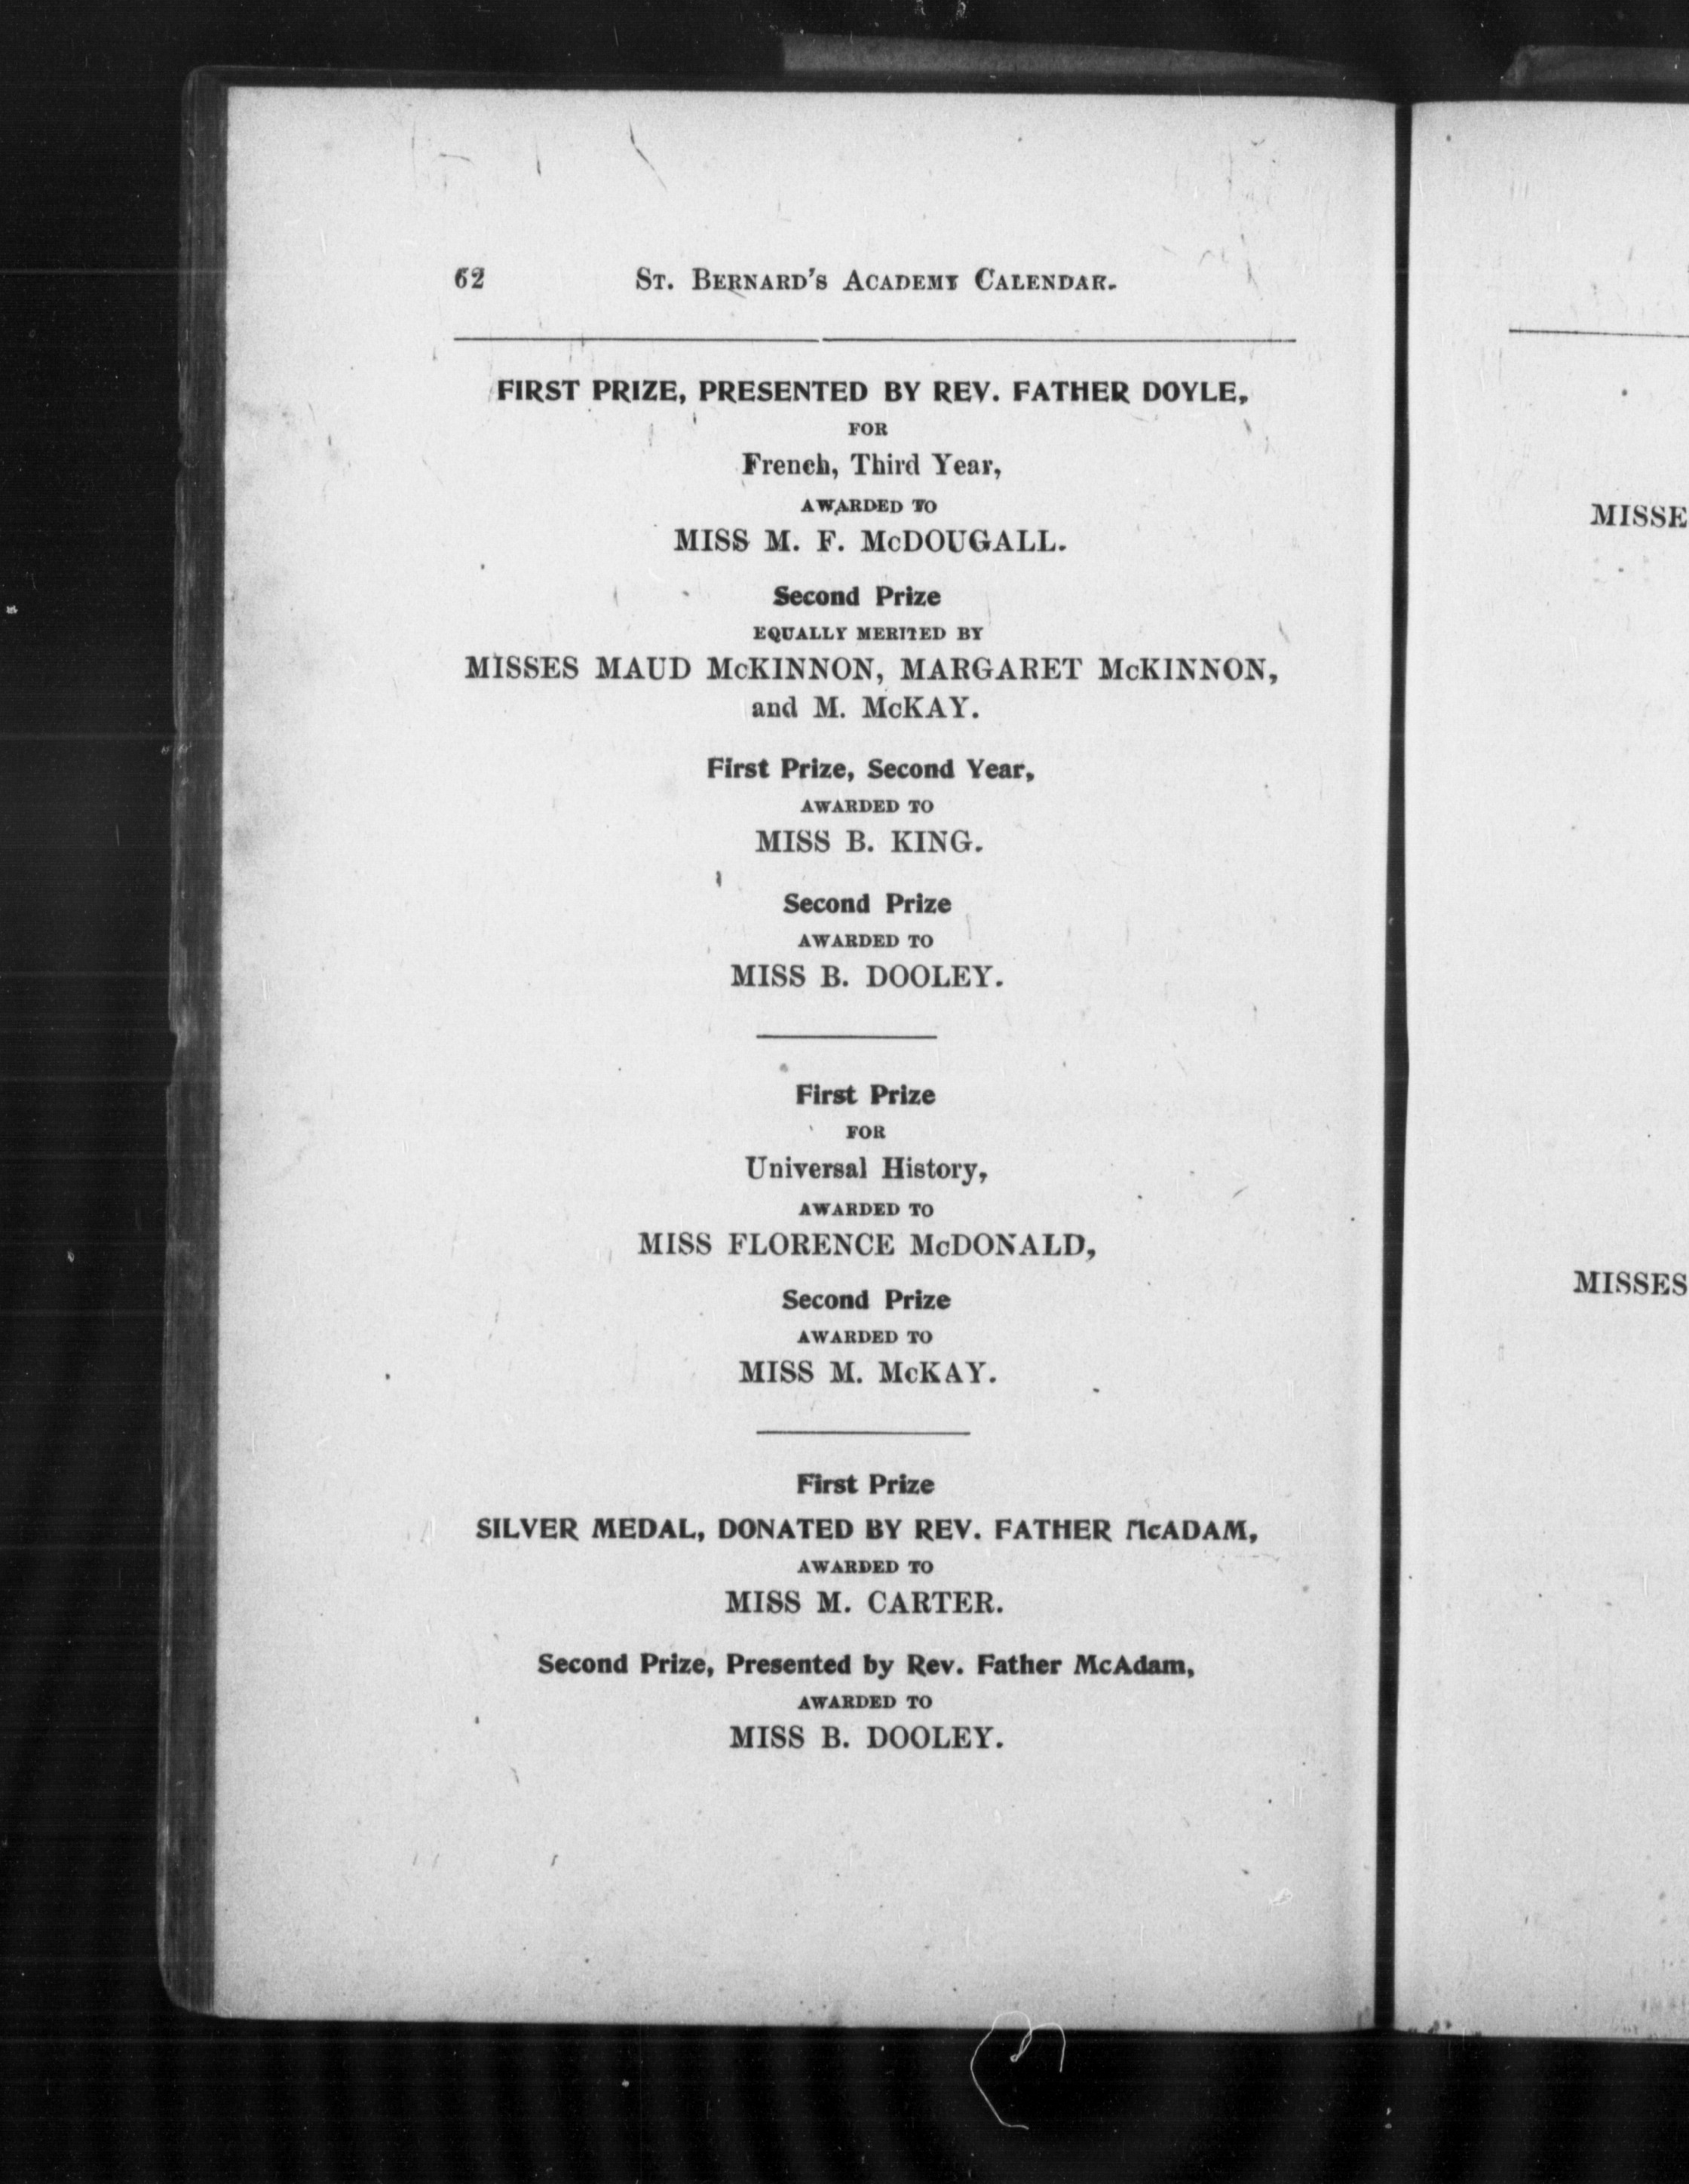 62 St. Bernard's Academy Calendar.
FIRST PRIZE, PRESENTED BY REV. FATHER DOYLE,
FOR
French, Third Year,
AWARDED TO
MISS M. F. McDOUGALL.
Second Prize
EQUALLY MERITED BY
MISSES MAUD McKINNON, MARGARET McKINNON,
and M. McKAY.
First Prize, Second Year,
AWARDED TO
MISS B. KING.
Second Prize
AWARDED TO
MISS B. DOOLEY.
First Prize
FOR
Universal History,
AWARDED TO
MISS FLORENCE McDONALD,
Second Prize
AWARDED TO
MISS M. McKAY.
First Prize
SILVER MEDAL, DONATED BY REV. FATHER McADAM,
AWARDED TO
MISS M. CARTER.
Second Prize, Presented by Rev. Father McAdam,
AWARDED TO
MISS B. DOOLEY.
MISSE
MISSES